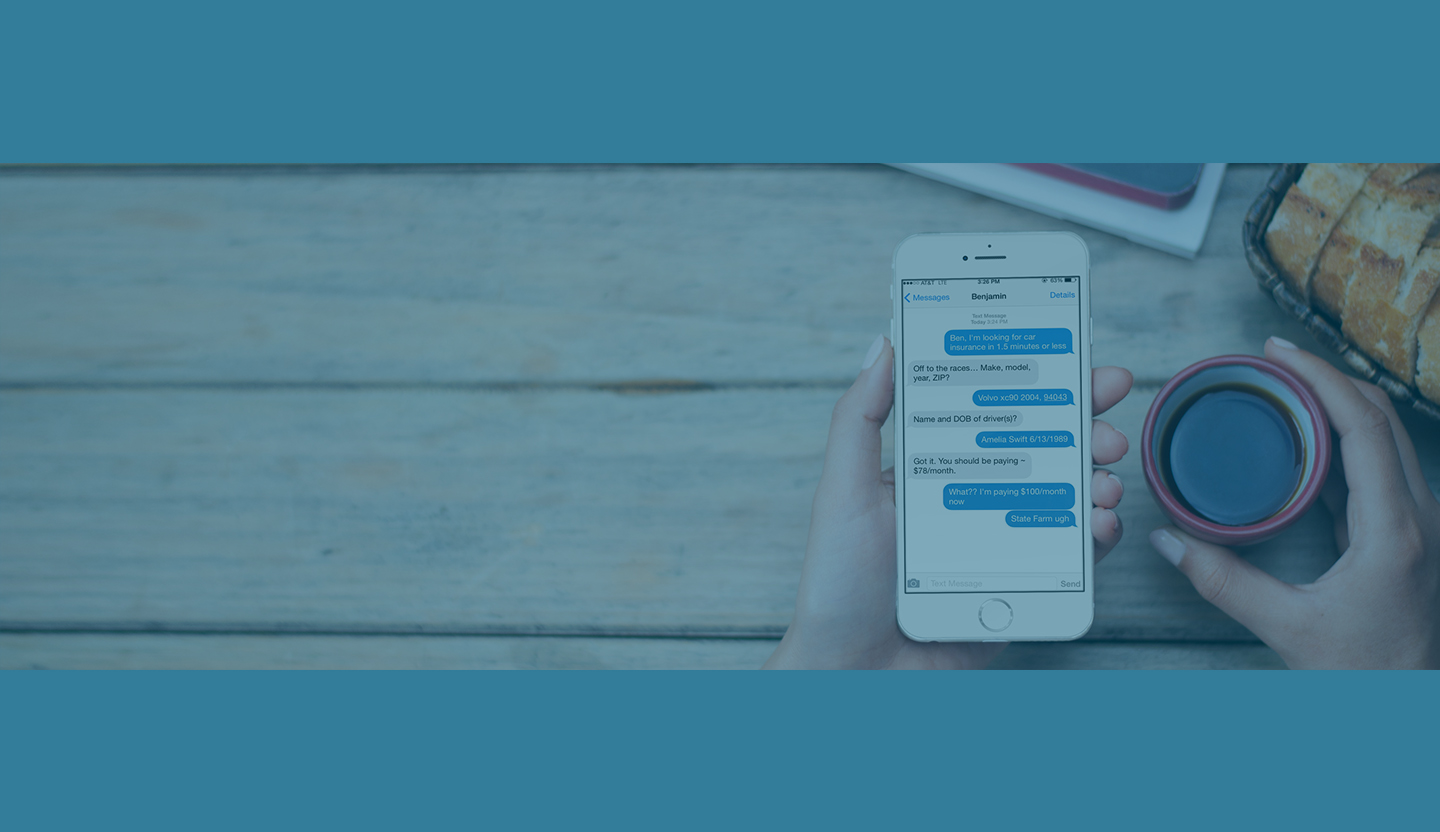 AT&T LTE 3:26 PM 63%
Messages Benjamin Details
Text Message
Today 3:24 PM
Ben, I'm looking for car
insurance in 1.5 minutes or less
Off to the races… Make, model,
year, ZIP?
Volvo xc90 2004, 94043
Name and DOB of driver(s)?
Amelia Swift 6/13/1989
Got it. You should be paying ~
$78/month.
What?? I'm paying $100/month
now
State Farm ugh
Text Message Send